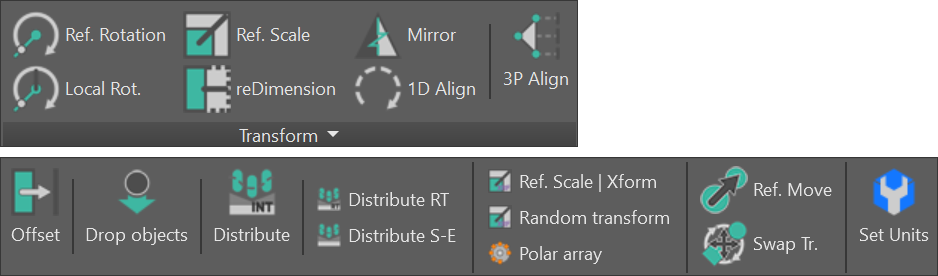 Ref. Rotation Ref. Scale Mirror
Local Rot. reDimension 1D Align 3P Align
Transform
Offset Drop objects INT Distribute
Distribute RT
Distribute S-E
Ref. Scale | Xform
Random transform
Polar array
Ref. Move
Swap Tr.
Set Units